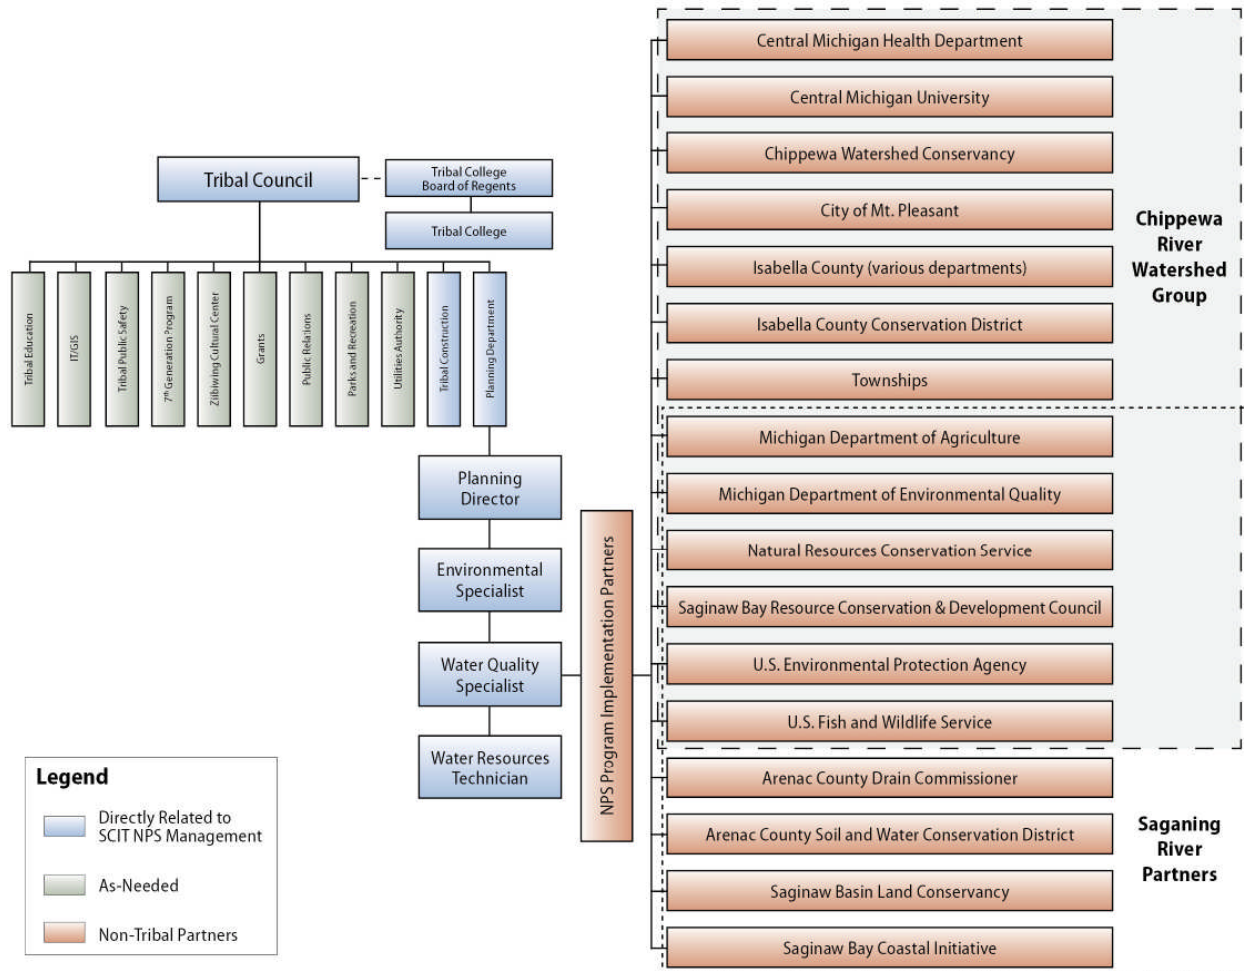 Tribal Council
Tribal College
Board of Regents
Tribal College
Tribal Education
IT/GIS
Tribal Public Safety
7th Generation Program
Ziibiwing Cultural Center
Grants
Public Relations
Parks and Recreation
Utilities Authority
Tribal Construction
Planning Department
Planning
Director
Environmental
Specialist
Water Quality
Specialist
Water Resources
Technician
NPS Program Implementation Partners
Central Michigan Health Department
Central Michigan University
Chippewa Watershed Conservancy
City of Mt. Pleasant
Isabella County (various departments)
Isabella County Conservation District
Townships
Michigan Department of Agriculture
Michigan Department of Environmental Quality
Natural Resources Conservation Service
Saginaw Bay Resource Conservation & Development Council
U.S. Environmental Protection Agency
U.S. Fish and Wildlife Service
Arenac County Drain Commissioner
Arenac County Soil and Water Conservation District
Saginaw Basin Land Conservancy
Saginaw Bay Coastal Initiative
Chippewa
River
Watershed
Group
Saganing
River
Partners
Legend
Directly Related to
SCIT NPS Management
As-Needed
Non-Tribal Partners